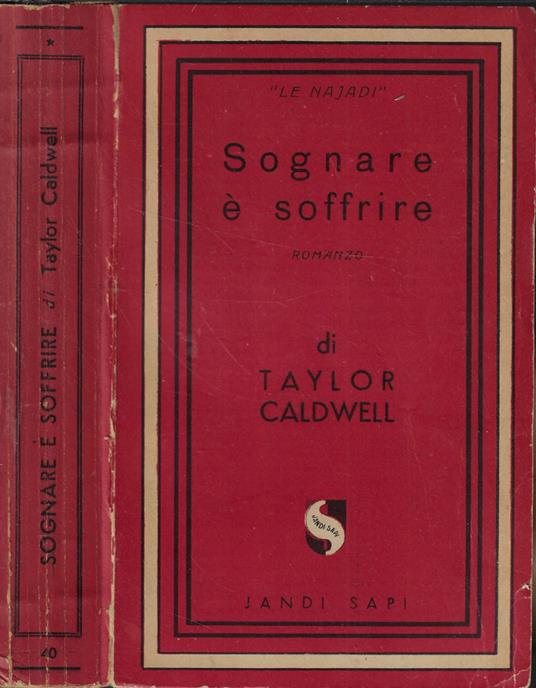 *
SOGNARE È SOFFRIRE di Taylor Caldwell
40
"LE NAJADI"
Sognare
è soffrire
ROMANZO
di
TAYLOR
CALDWELL
JANDI SAPI
JANDI SAPI